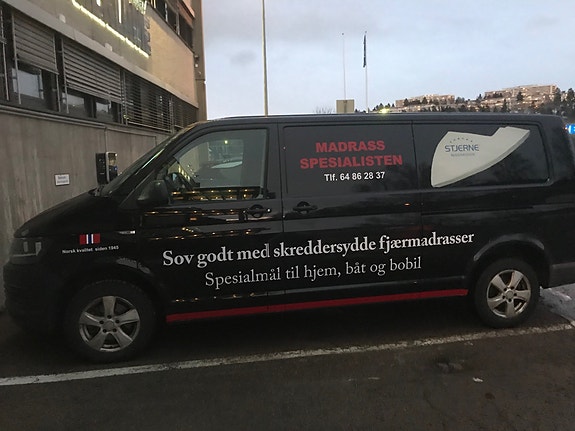 MADRASS
SPESIALISTEN
Tlf. 64 86 28 37
STJERNE
Norsk kvalitet siden 1945
Sov godt med skreddersydde fjærmadrasser
Spesialmål til hjem, båt og bobil